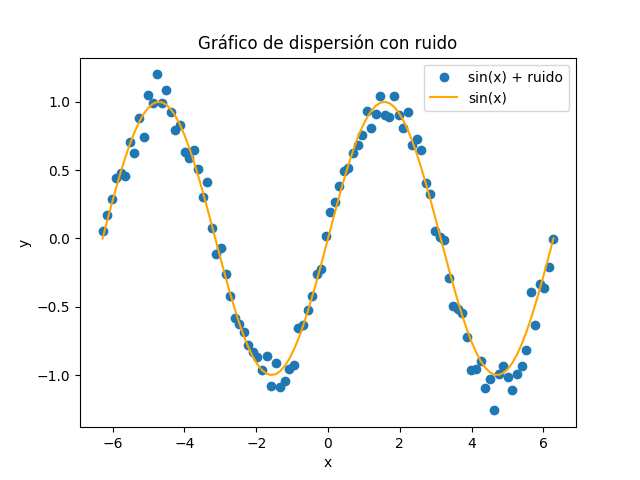 Gráfico de dispersión con ruido
sin(x) + ruido
sin(x)
y
1.0
0.5
0.0
−0.5
−1.0
−6 −4 −2 0 2 4 6
x